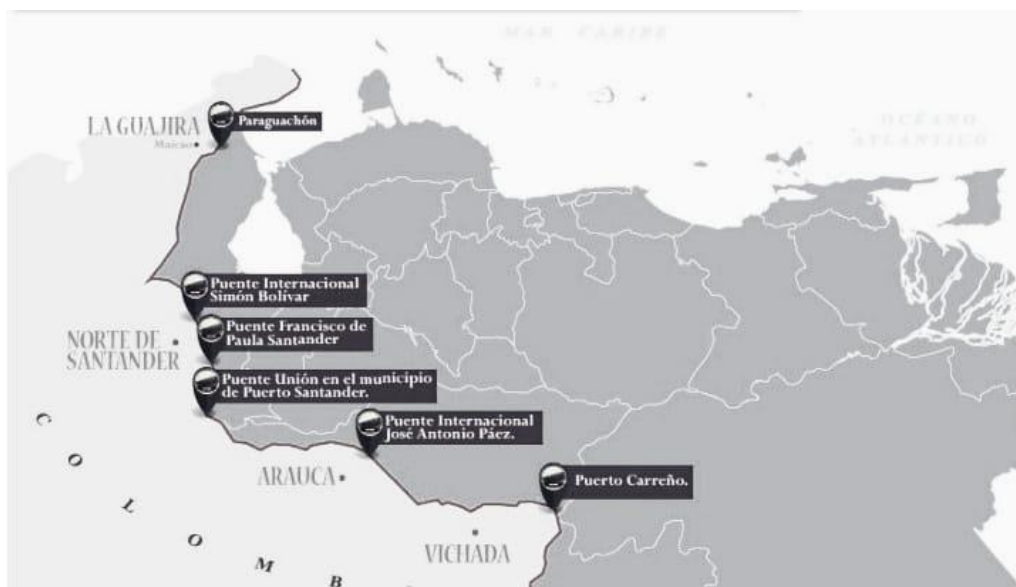 MAR CARIBE
OCÉANO
ATLÁNTICO
Paraguachón
LA GUAJIRA
Maicao
Puente Internacional
Simón Bolívar
Puente Francisco de
Paula Santander
NORTE DE
SANTANDER
Puente Unión en el municipio
de Puerto Santander.
Puente Internacional
José Antonio Páez.
ARAUCA
Puerto Carreño.
VICHADA
C O L O M B